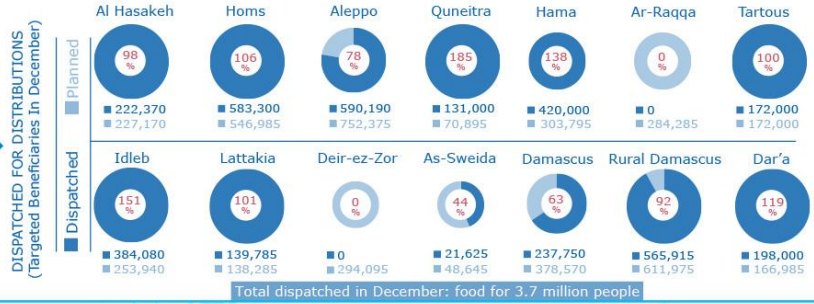 DISPATCHED FOR DISTRIBUTIONS
(Targeted Beneficiaries In December)
Dispatched Planned
Al Hasakeh Homs Aleppo Quneitra Hama Ar-Raqqa Tartous
98 % 106 % 78 % 185 % 138 % 0 % 100 %
222,370 583,300 590,190 131,000 420,000 0 172,000
227,170 546,985 752,375 70,895 303,795 284,285 172,000
Idleb Lattakia Deir-ez-Zor As-Sweida Damascus Rural Damascus Dar'a
151 % 101 % 0 % 44 % 63 % 92 % 119 %
384,080 139,785 0 21,625 237,750 565,915 198,000
253,940 138,285 294,095 48,645 378,570 611,975 166,985
Total dispatched in December: food for 3.7 million people